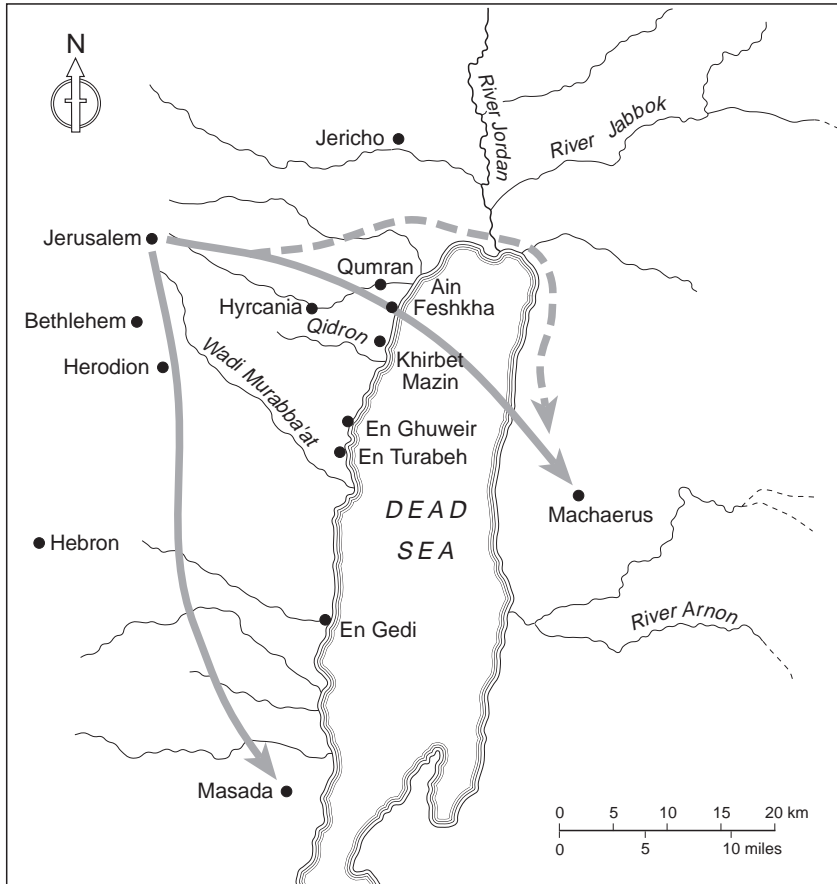 N
River Jordan
River Jabbok
Jericho
Jerusalem
Qumran
Ain
Feshkha
Hyrcania
Bethlehem
Qidron
Khirbet
Mazin
Herodion
Wadi Murabba'at
En Ghuweir
En Turabeh
DEAD
SEA
Machaerus
Hebron
River Arnon
En Gedi
Masada
0 5 10 15 20 km
0 5 10 miles